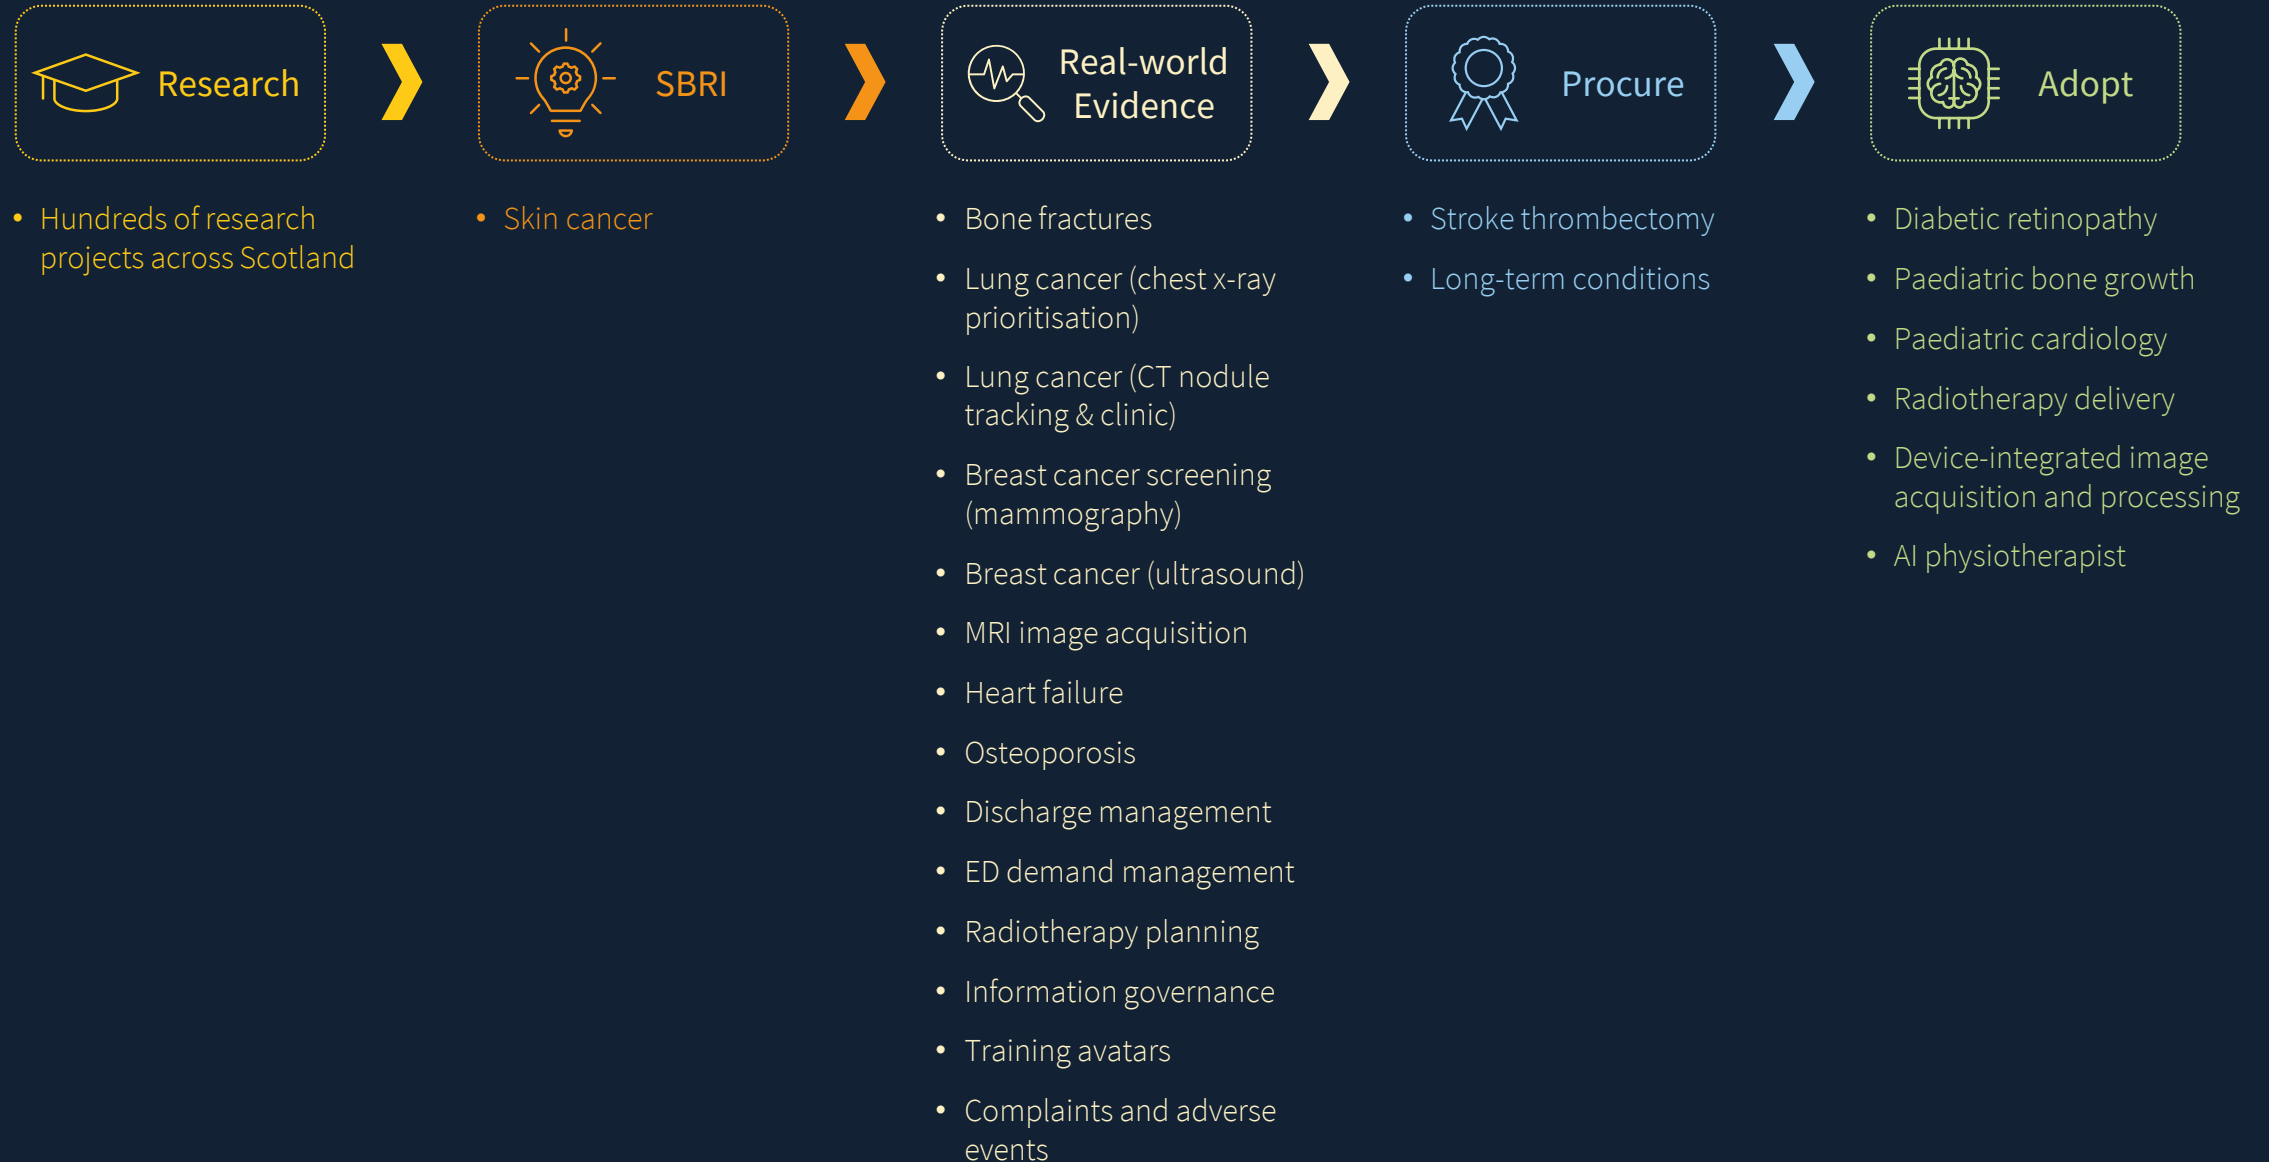 Research
SBRI
Real-world
Evidence
Procure
Adopt
• Hundreds of research
projects across Scotland
• Skin cancer
• Bone fractures
• Lung cancer (chest x-ray
prioritisation)
• Lung cancer (CT nodule
tracking & clinic)
• Breast cancer screening
(mammography)
• Breast cancer (ultrasound)
• MRI image acquisition
• Heart failure
• Osteoporosis
• Discharge management
• ED demand management
• Radiotherapy planning
• Information governance
• Training avatars
• Complaints and adverse
events
• Stroke thrombectomy
• Long-term conditions
• Diabetic retinopathy
• Paediatric bone growth
• Paediatric cardiology
• Radiotherapy delivery
• Device-integrated image
acquisition and processing
• AI physiotherapist